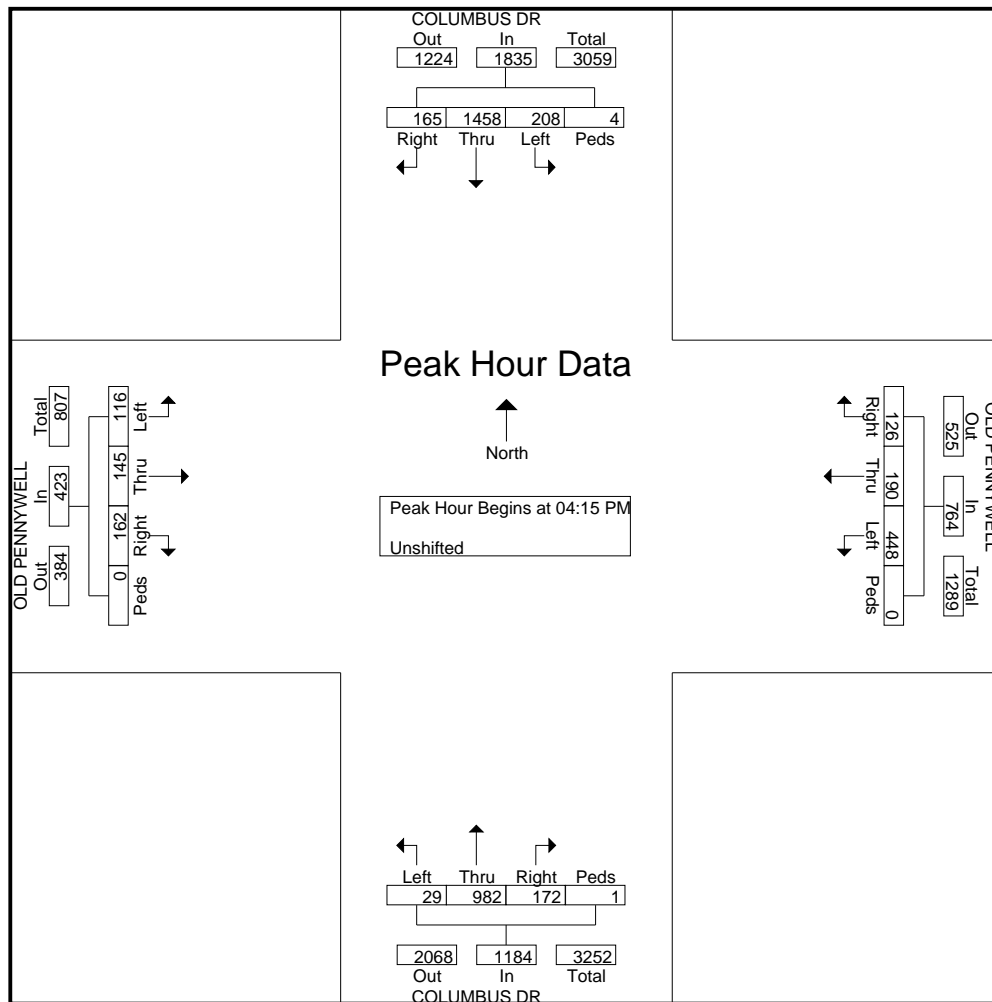 COLUMBUS DR
Out In Total
1224 1835 3059
165 1458 208 4
Right Thru Left Peds
Peak Hour Data
North
Peak Hour Begins at 04:15 PM
Unshifted
OLD PENNYWELL
Out In Total
384 423 807
116 145 162 0
Left Thru Right Peds
OLD PENNYWELL
Out In Total
525 764 1289
126 190 448 0
Right Thru Left Peds
Left Thru Right Peds
29 982 172 1
2068 1184 3252
Out In Total
COLUMBUS DR